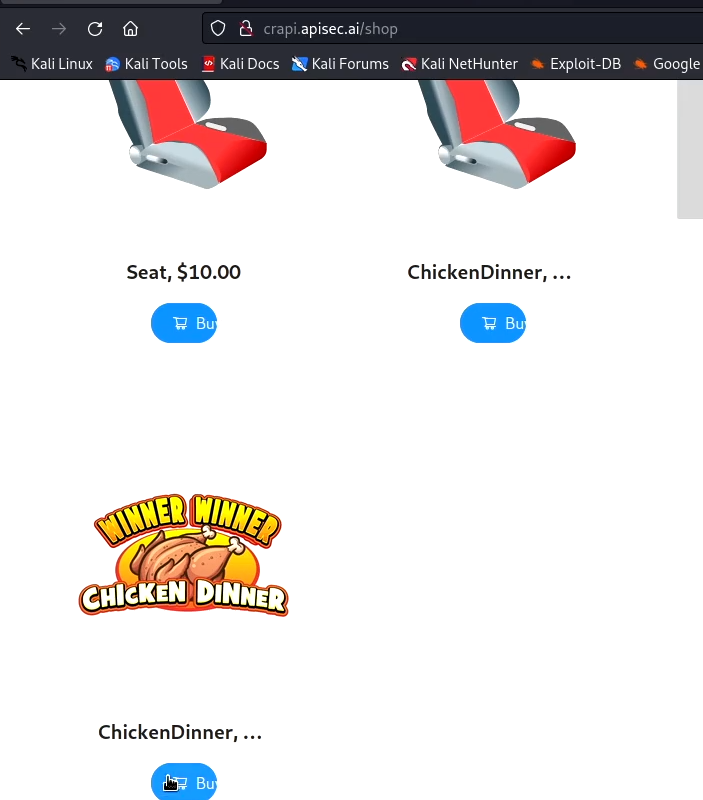 crapi.apisec.ai/shop
Kali Linux Kali Tools Kali Docs Kali Forums Kali NetHunter Exploit-DB Google
Seat, $10.00 ChickenDinner, ...
Buy Buy
WINNER WINNER
CHICKEN DINNER
ChickenDinner, ...
Buy